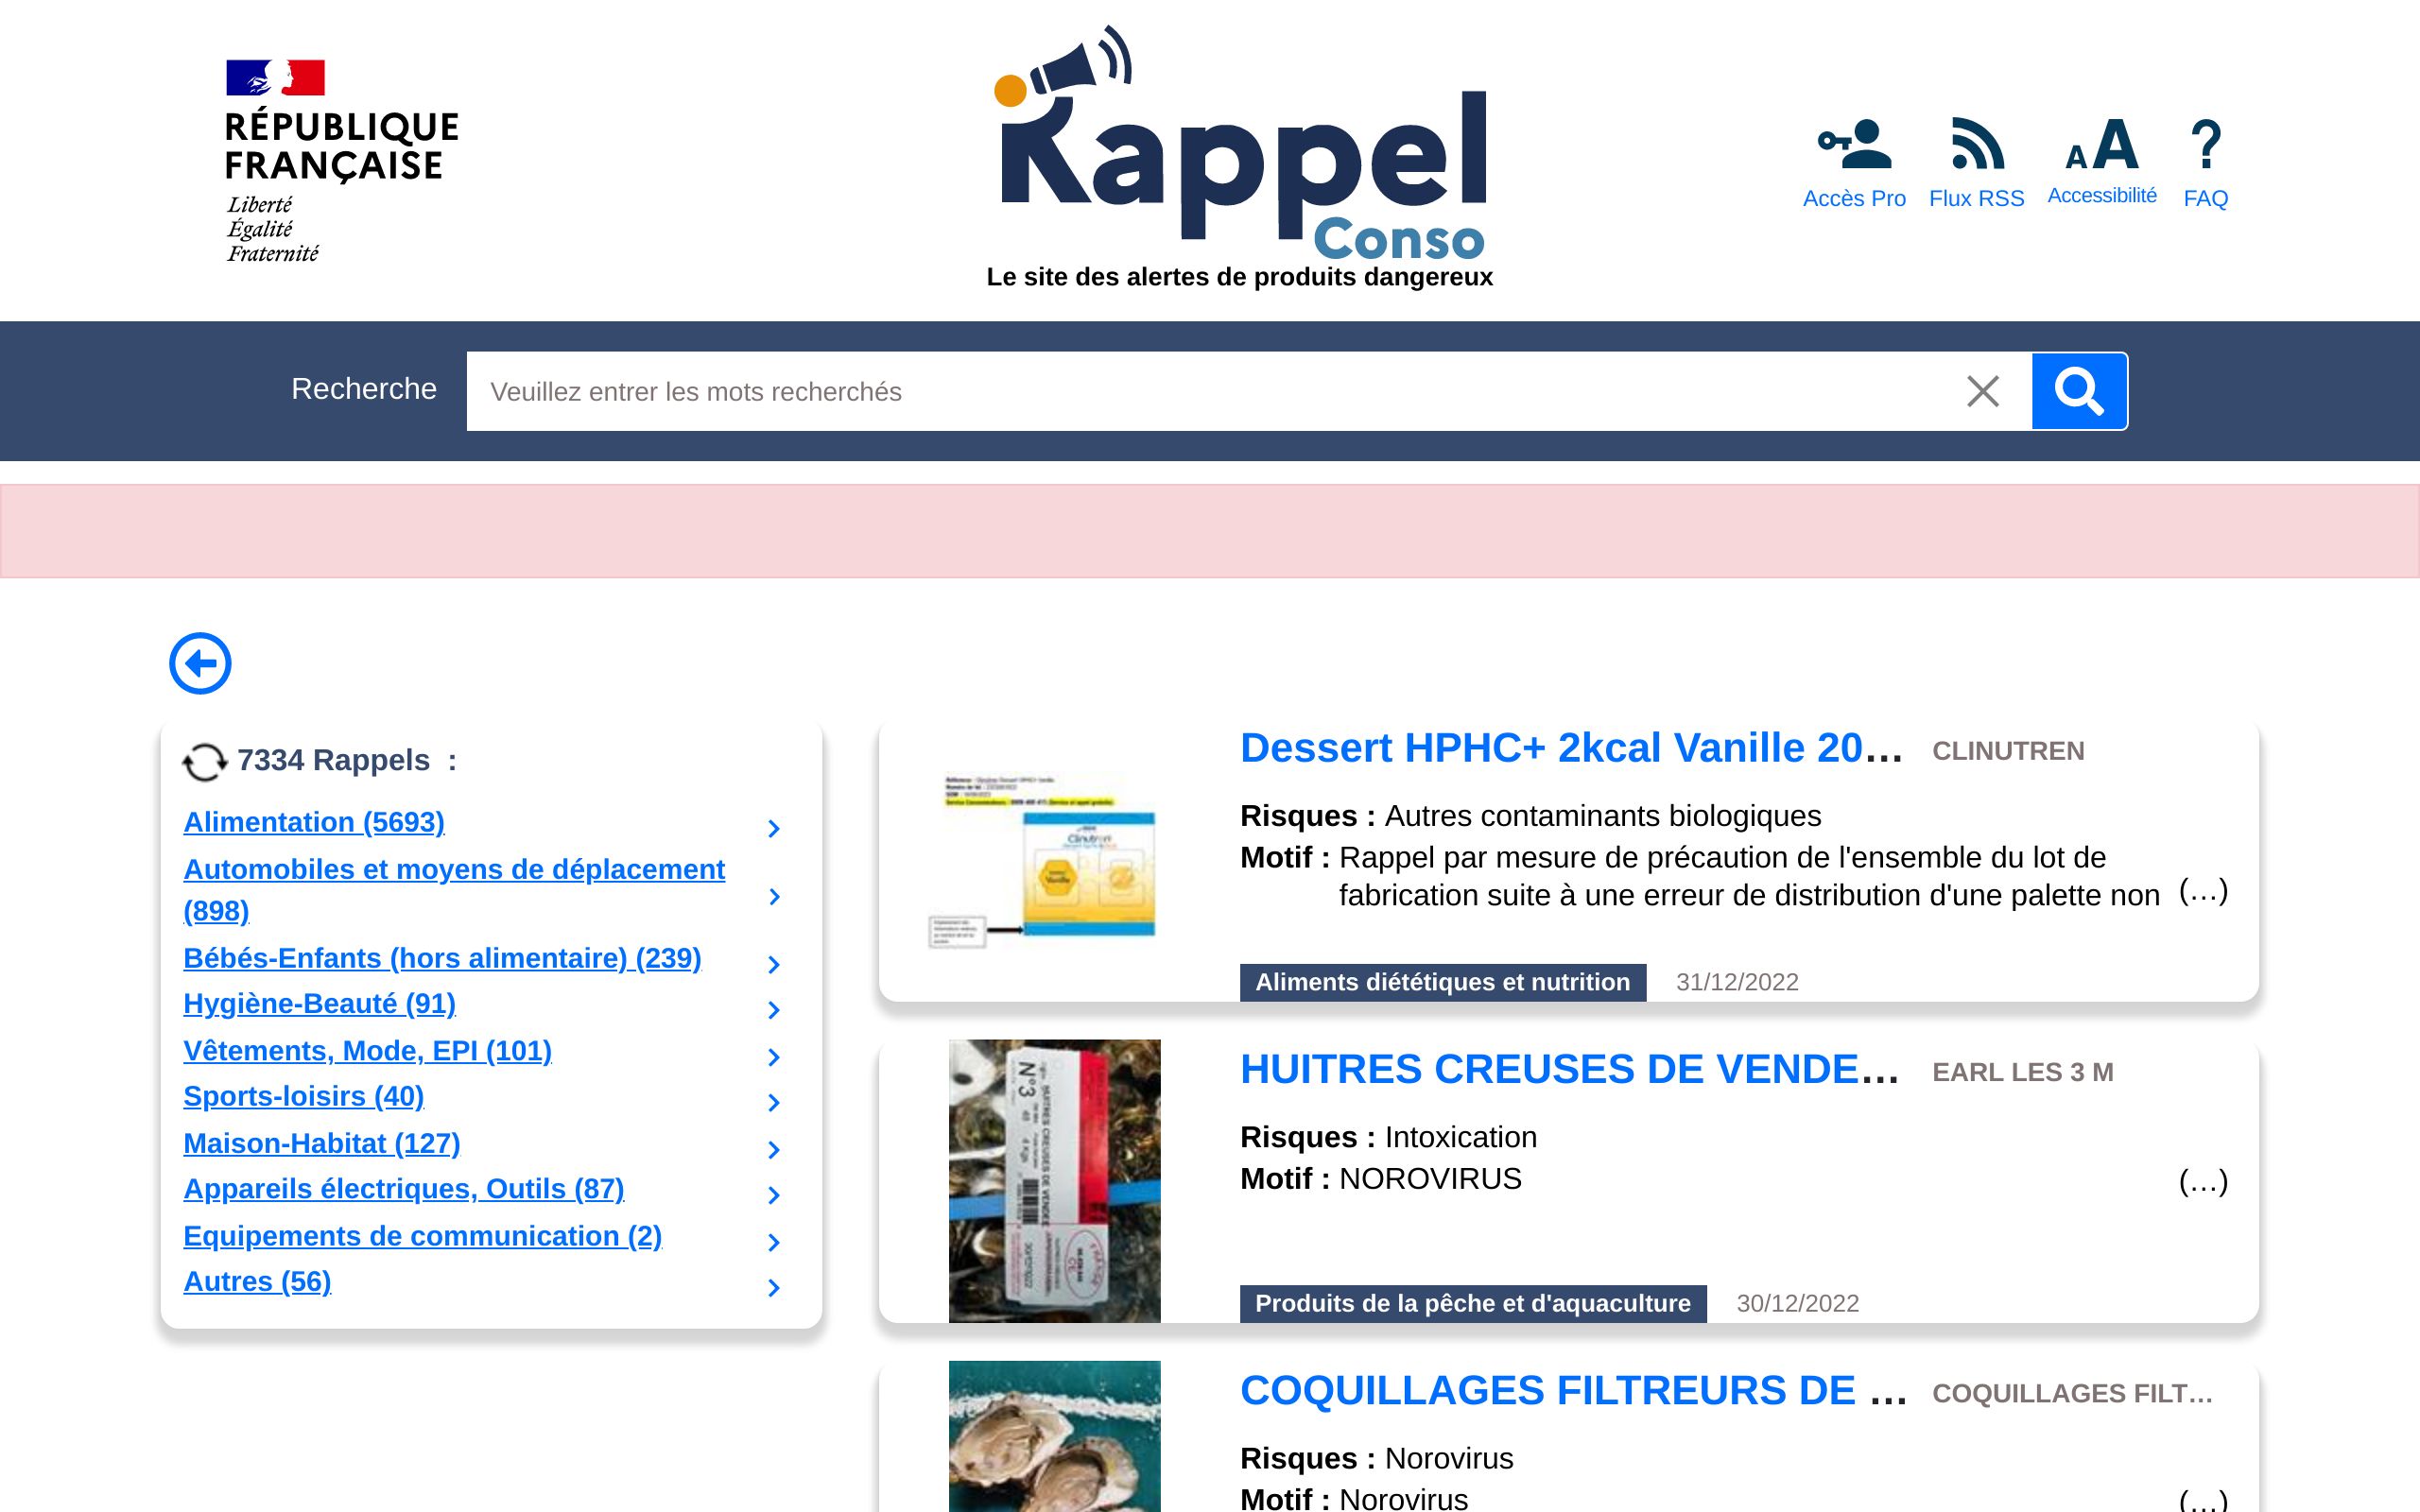 RÉPUBLIQUE
FRANÇAISE
Liberté
Égalité
Fraternité
Rappel
Conso
Le site des alertes de produits dangereux
Accès Pro
Flux RSS
AA
Accessibilité
?
FAQ
Recherche
Veuillez entrer les mots recherchés
7334 Rappels :
Alimentation (5693)
Automobiles et moyens de déplacement
(898)
Bébés-Enfants (hors alimentaire) (239)
Hygiène-Beauté (91)
Vêtements, Mode, EPI (101)
Sports-loisirs (40)
Maison-Habitat (127)
Appareils électriques, Outils (87)
Equipements de communication (2)
Autres (56)
Dessert HPHC+ 2kcal Vanille 20... CLINUTREN
Risques : Autres contaminants biologiques
Motif : Rappel par mesure de précaution de l'ensemble du lot de
fabrication suite à une erreur de distribution d'une palette non (...)
Aliments diététiques et nutrition 31/12/2022
HUITRES CREUSES DE VENDE... EARL LES 3 M
Risques : Intoxication
Motif : NOROVIRUS (...)
N°3
HUITRES CREUSES DE VENDEE
Produits de la pêche et d'aquaculture 30/12/2022
COQUILLAGES FILTREURS DE ... COQUILLAGES FILT...
Risques : Norovirus
Motif : Norovirus (...)